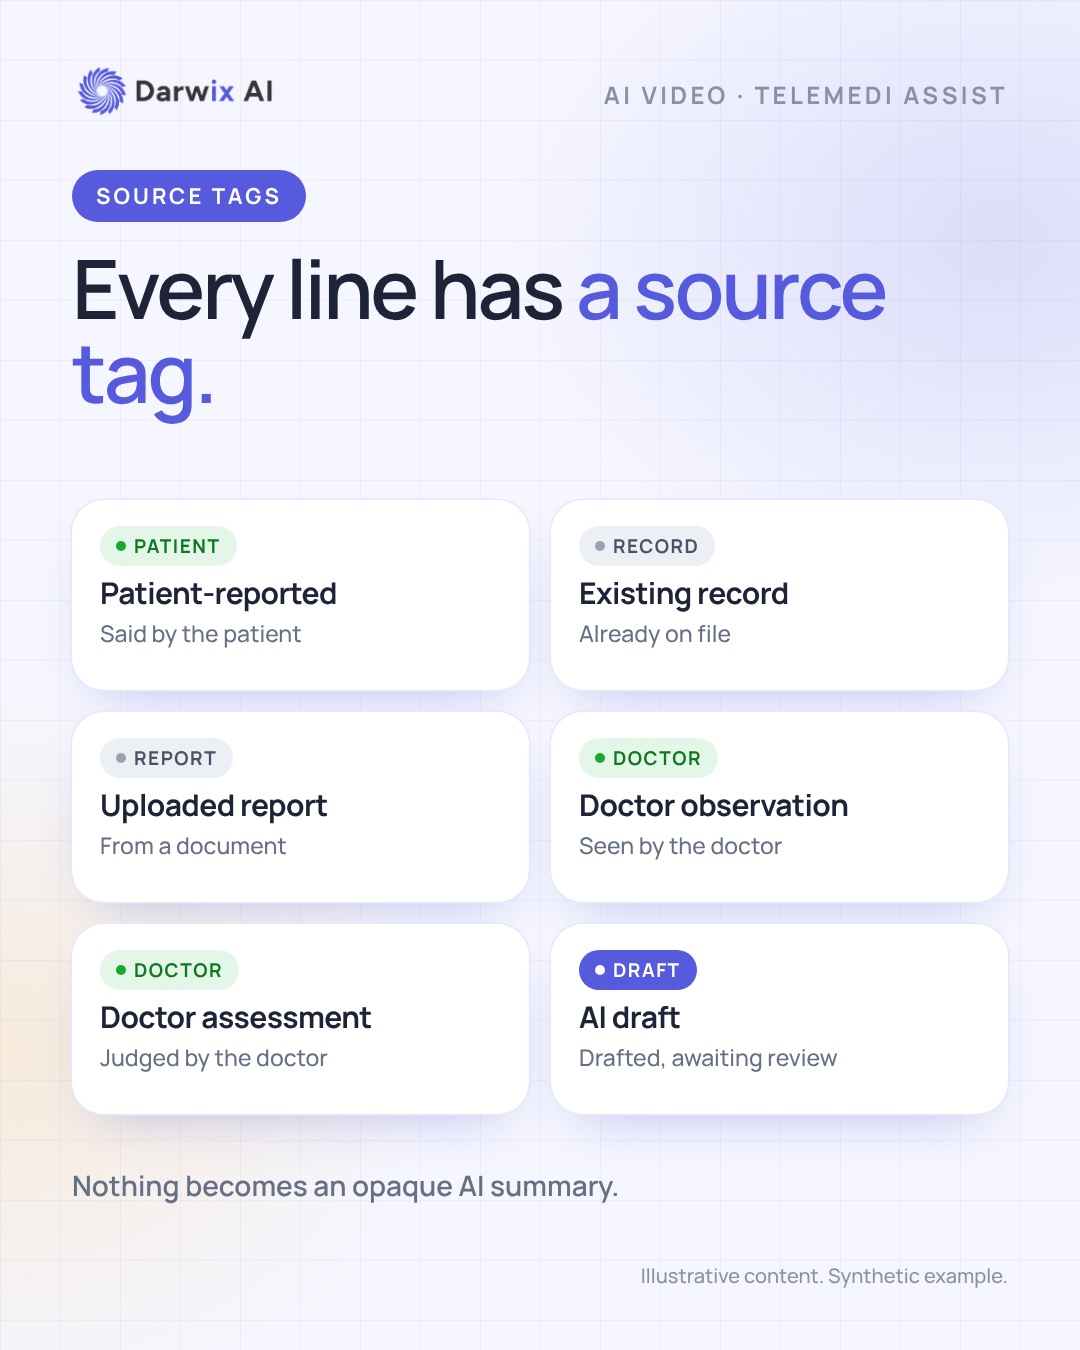 Darwix AI
AI VIDEO · TELEMEDI ASSIST
SOURCE TAGS
Every line has a source
tag.
PATIENT
Patient-reported
Said by the patient
RECORD
Existing record
Already on file
REPORT
Uploaded report
From a document
DOCTOR
Doctor observation
Seen by the doctor
DOCTOR
Doctor assessment
Judged by the doctor
DRAFT
AI draft
Drafted, awaiting review
Nothing becomes an opaque AI summary.
Illustrative content. Synthetic example.